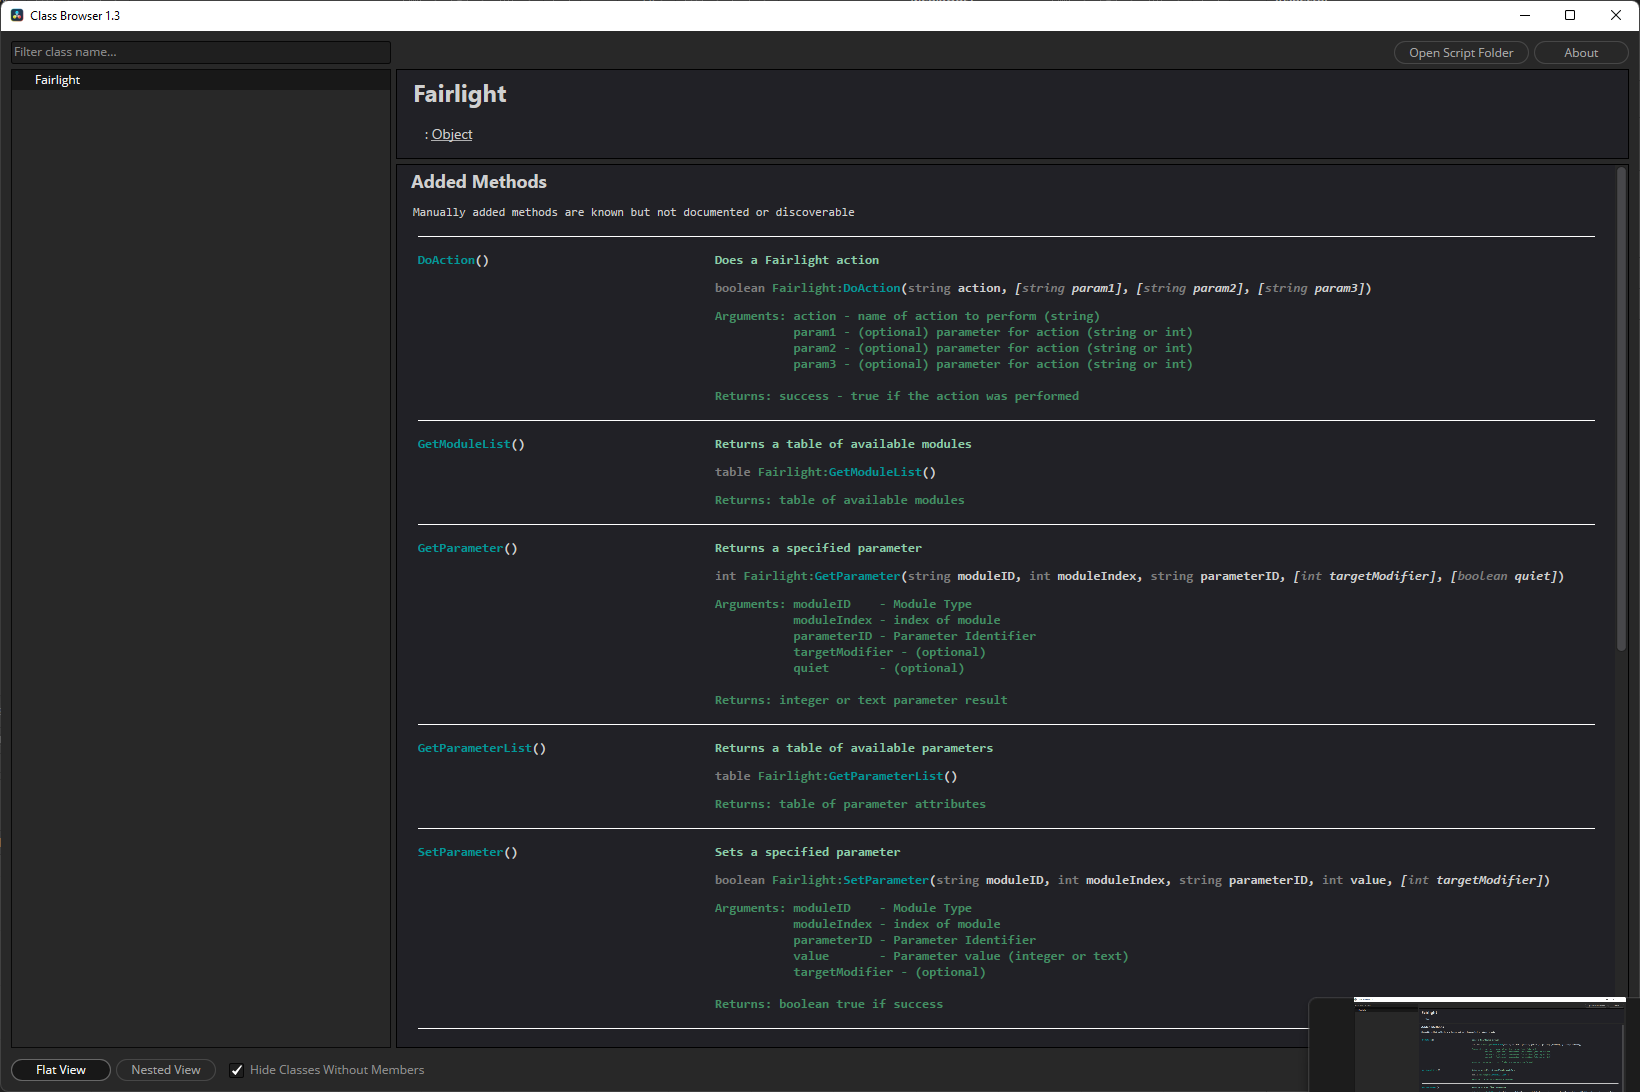 Class Browser 1.3
Filter class name...
Open Script Folder
About
Fairlight
Fairlight
: Object
Added Methods
Manually added methods are known but not documented or discoverable
DoAction()
Does a Fairlight action
boolean Fairlight:DoAction(string action, [string param1], [string param2], [string param3])
Arguments: action - name of action to perform (string)
param1 - (optional) parameter for action (string or int)
param2 - (optional) parameter for action (string or int)
param3 - (optional) parameter for action (string or int)
Returns: success - true if the action was performed
GetModuleList()
Returns a table of available modules
table Fairlight:GetModuleList()
Returns: table of available modules
GetParameter()
Returns a specified parameter
int Fairlight:GetParameter(string moduleID, int moduleIndex, string parameterID, [int targetModifier], [boolean quiet])
Arguments: moduleID - Module Type
moduleIndex - index of module
parameterID - Parameter Identifier
targetModifier - (optional)
quiet - (optional)
Returns: integer or text parameter result
GetParameterList()
Returns a table of available parameters
table Fairlight:GetParameterList()
Returns: table of parameter attributes
SetParameter()
Sets a specified parameter
boolean Fairlight:SetParameter(string moduleID, int moduleIndex, string parameterID, int value, [int targetModifier])
Arguments: moduleID - Module Type
moduleIndex - index of module
parameterID - Parameter Identifier
value - Parameter value (integer or text)
targetModifier - (optional)
Returns: boolean true if success
Flat View
Nested View
Hide Classes Without Members